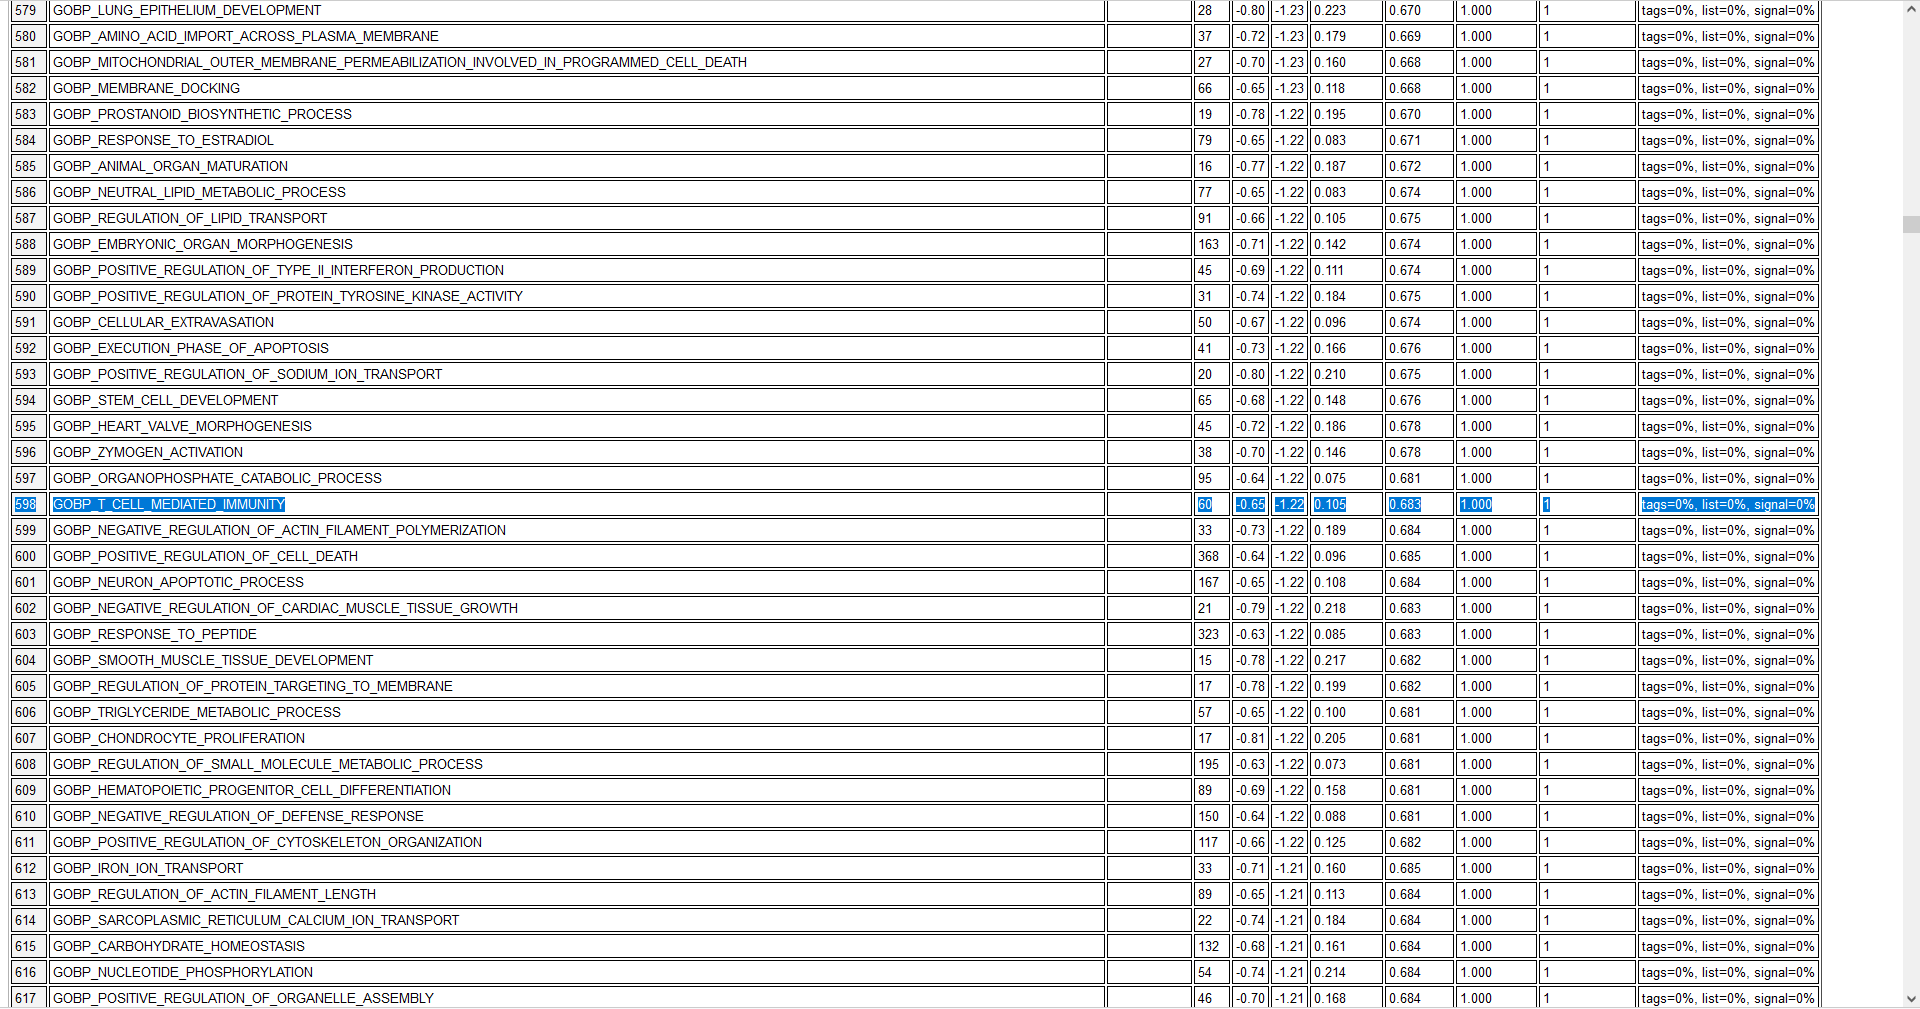 579 GOBP_LUNG_EPITHELIUM_DEVELOPMENT 28 -0.80 -1.23 0.223 0.670 1.000 1 tags=0%, list=0%, signal=0%
580 GOBP_AMINO_ACID_IMPORT_ACROSS_PLASMA_MEMBRANE 37 -0.72 -1.23 0.179 0.669 1.000 1 tags=0%, list=0%, signal=0%
581 GOBP_MITOCHONDRIAL_OUTER_MEMBRANE_PERMEABILIZATION_INVOLVED_IN_PROGRAMMED_CELL_DEATH 27 -0.70 -1.23 0.160 0.668 1.000 1 tags=0%, list=0%, signal=0%
582 GOBP_MEMBRANE_DOCKING 66 -0.65 -1.23 0.118 0.668 1.000 1 tags=0%, list=0%, signal=0%
583 GOBP_PROSTANOID_BIOSYNTHETIC_PROCESS 19 -0.78 -1.22 0.195 0.670 1.000 1 tags=0%, list=0%, signal=0%
584 GOBP_RESPONSE_TO_ESTRADIOL 79 -0.65 -1.22 0.083 0.671 1.000 1 tags=0%, list=0%, signal=0%
585 GOBP_ANIMAL_ORGAN_MATURATION 16 -0.77 -1.22 0.187 0.672 1.000 1 tags=0%, list=0%, signal=0%
586 GOBP_NEUTRAL_LIPID_METABOLIC_PROCESS 77 -0.65 -1.22 0.083 0.674 1.000 1 tags=0%, list=0%, signal=0%
587 GOBP_REGULATION_OF_LIPID_TRANSPORT 91 -0.66 -1.22 0.105 0.675 1.000 1 tags=0%, list=0%, signal=0%
588 GOBP_EMBRYONIC_ORGAN_MORPHOGENESIS 163 -0.71 -1.22 0.142 0.674 1.000 1 tags=0%, list=0%, signal=0%
589 GOBP_POSITIVE_REGULATION_OF_TYPE_II_INTERFERON_PRODUCTION 45 -0.69 -1.22 0.111 0.674 1.000 1 tags=0%, list=0%, signal=0%
590 GOBP_POSITIVE_REGULATION_OF_PROTEIN_TYROSINE_KINASE_ACTIVITY 31 -0.74 -1.22 0.184 0.675 1.000 1 tags=0%, list=0%, signal=0%
591 GOBP_CELLULAR_EXTRAVASATION 50 -0.67 -1.22 0.096 0.674 1.000 1 tags=0%, list=0%, signal=0%
592 GOBP_EXECUTION_PHASE_OF_APOPTOSIS 41 -0.73 -1.22 0.166 0.676 1.000 1 tags=0%, list=0%, signal=0%
593 GOBP_POSITIVE_REGULATION_OF_SODIUM_ION_TRANSPORT 20 -0.80 -1.22 0.210 0.675 1.000 1 tags=0%, list=0%, signal=0%
594 GOBP_STEM_CELL_DEVELOPMENT 65 -0.68 -1.22 0.148 0.676 1.000 1 tags=0%, list=0%, signal=0%
595 GOBP_HEART_VALVE_MORPHOGENESIS 45 -0.72 -1.22 0.186 0.678 1.000 1 tags=0%, list=0%, signal=0%
596 GOBP_ZYMOGEN_ACTIVATION 38 -0.70 -1.22 0.146 0.678 1.000 1 tags=0%, list=0%, signal=0%
597 GOBP_ORGANOPHOSPHATE_CATABOLIC_PROCESS 95 -0.64 -1.22 0.075 0.681 1.000 1 tags=0%, list=0%, signal=0%
598 GOBP_T_CELL_MEDIATED_IMMUNITY 60 -0.65 -1.22 0.105 0.683 1.000 1 tags=0%, list=0%, signal=0%
599 GOBP_NEGATIVE_REGULATION_OF_ACTIN_FILAMENT_POLYMERIZATION 33 -0.73 -1.22 0.189 0.684 1.000 1 tags=0%, list=0%, signal=0%
600 GOBP_POSITIVE_REGULATION_OF_CELL_DEATH 368 -0.64 -1.22 0.096 0.685 1.000 1 tags=0%, list=0%, signal=0%
601 GOBP_NEURON_APOPTOTIC_PROCESS 167 -0.65 -1.22 0.108 0.684 1.000 1 tags=0%, list=0%, signal=0%
602 GOBP_NEGATIVE_REGULATION_OF_CARDIAC_MUSCLE_TISSUE_GROWTH 21 -0.79 -1.22 0.218 0.683 1.000 1 tags=0%, list=0%, signal=0%
603 GOBP_RESPONSE_TO_PEPTIDE 323 -0.63 -1.22 0.085 0.683 1.000 1 tags=0%, list=0%, signal=0%
604 GOBP_SMOOTH_MUSCLE_TISSUE_DEVELOPMENT 15 -0.78 -1.22 0.217 0.682 1.000 1 tags=0%, list=0%, signal=0%
605 GOBP_REGULATION_OF_PROTEIN_TARGETING_TO_MEMBRANE 17 -0.78 -1.22 0.199 0.682 1.000 1 tags=0%, list=0%, signal=0%
606 GOBP_TRIGLYCERIDE_METABOLIC_PROCESS 57 -0.65 -1.22 0.100 0.681 1.000 1 tags=0%, list=0%, signal=0%
607 GOBP_CHONDROCYTE_PROLIFERATION 17 -0.81 -1.22 0.205 0.681 1.000 1 tags=0%, list=0%, signal=0%
608 GOBP_REGULATION_OF_SMALL_MOLECULE_METABOLIC_PROCESS 195 -0.63 -1.22 0.073 0.681 1.000 1 tags=0%, list=0%, signal=0%
609 GOBP_HEMATOPOIETIC_PROGENITOR_CELL_DIFFERENTIATION 89 -0.69 -1.22 0.158 0.681 1.000 1 tags=0%, list=0%, signal=0%
610 GOBP_NEGATIVE_REGULATION_OF_DEFENSE_RESPONSE 150 -0.64 -1.22 0.088 0.681 1.000 1 tags=0%, list=0%, signal=0%
611 GOBP_POSITIVE_REGULATION_OF_CYTOSKELETON_ORGANIZATION 117 -0.66 -1.22 0.125 0.682 1.000 1 tags=0%, list=0%, signal=0%
612 GOBP_IRON_ION_TRANSPORT 33 -0.71 -1.21 0.160 0.685 1.000 1 tags=0%, list=0%, signal=0%
613 GOBP_REGULATION_OF_ACTIN_FILAMENT_LENGTH 89 -0.65 -1.21 0.113 0.684 1.000 1 tags=0%, list=0%, signal=0%
614 GOBP_SARCOPLASMIC_RETICULUM_CALCIUM_ION_TRANSPORT 22 -0.74 -1.21 0.184 0.684 1.000 1 tags=0%, list=0%, signal=0%
615 GOBP_CARBOHYDRATE_HOMEOSTASIS 132 -0.68 -1.21 0.161 0.684 1.000 1 tags=0%, list=0%, signal=0%
616 GOBP_NUCLEOTIDE_PHOSPHORYLATION 54 -0.74 -1.21 0.214 0.684 1.000 1 tags=0%, list=0%, signal=0%
617 GOBP_POSITIVE_REGULATION_OF_ORGANELLE_ASSEMBLY 46 -0.70 -1.21 0.168 0.684 1.000 1 tags=0%, list=0%, signal=0%